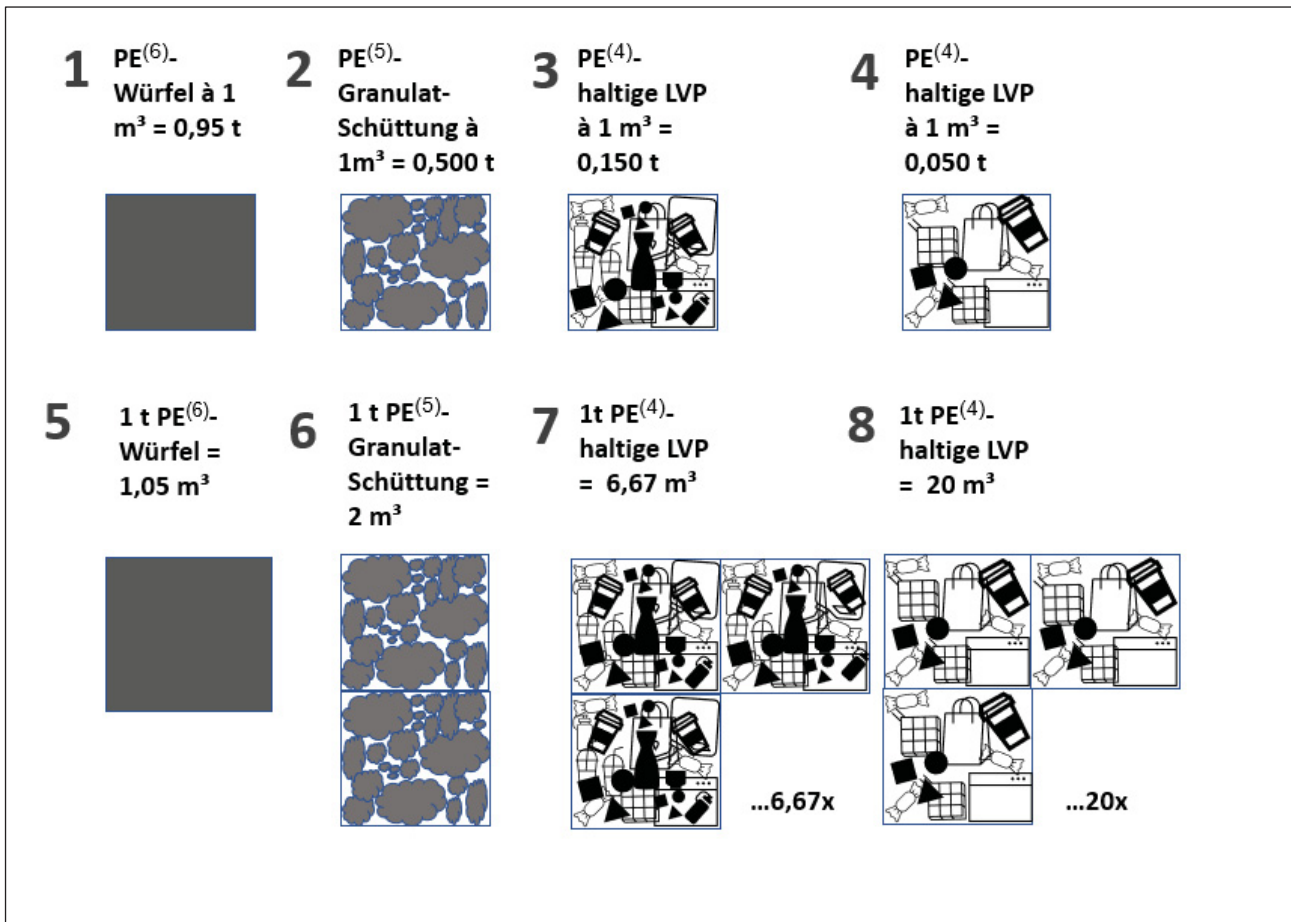 1
PE⁽⁶⁾-
Würfel à 1
m³ = 0,95 t
2
PE⁽⁵⁾-
Granulat-
Schüttung à
1m³ = 0,500 t
3
PE⁽⁴⁾-
haltige LVP
à 1 m³ =
0,150 t
4
PE⁽⁴⁾-
haltige LVP
à 1 m³ =
0,050 t
5
1 t PE⁽⁶⁾-
Würfel =
1,05 m³
6
1 t PE⁽⁵⁾-
Granulat-
Schüttung =
2 m³
7
1t PE⁽⁴⁾-
haltige LVP
= 6,67 m³
8
1t PE⁽⁴⁾-
haltige LVP
= 20 m³
...6,67x
...20x